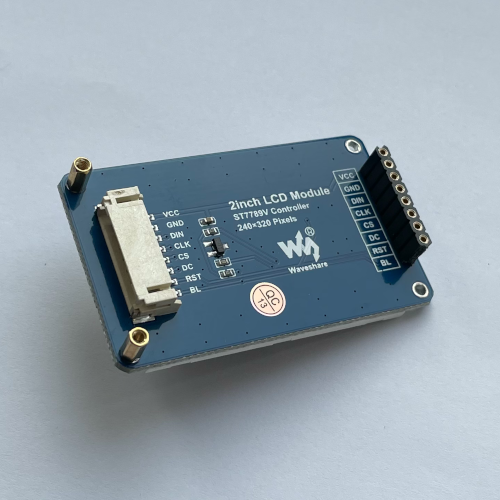 2inch LCD Module
ST7789V Controller
240×320 Pixels
®
Waveshare
VCC
GND
DIN
CLK
CS
DC
RST
BL
VCC
GND
DIN
CLK
CS
DC
RST
BL
QC
13